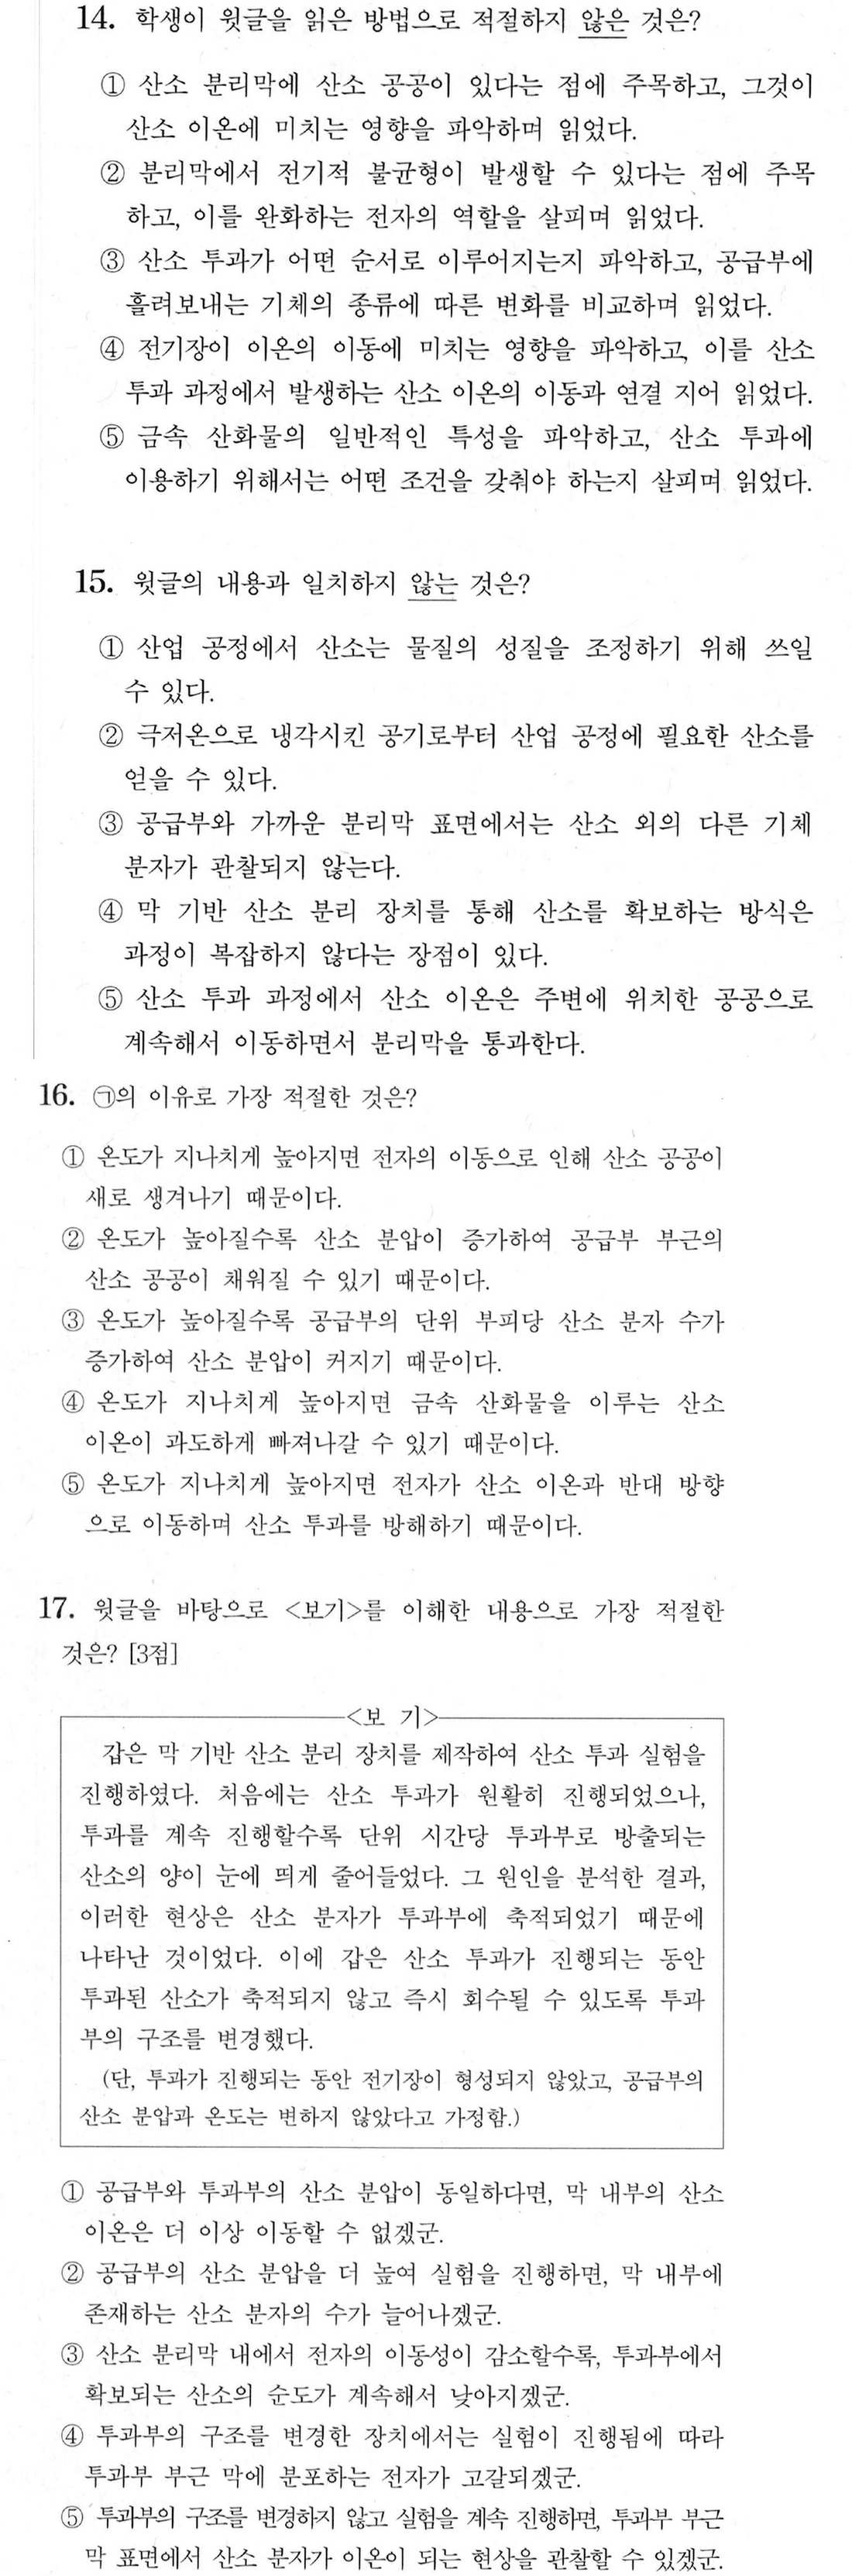 14. 학생이 윗글을 읽은 방법으로 적절하지 않은 것은?
① 산소 분리막에 산소 공공이 있다는 점에 주목하고, 그것이
산소 이온에 미치는 영향을 파악하며 읽었다.
② 분리막에서 전기적 불균형이 발생할 수 있다는 점에 주목
하고, 이를 완화하는 전자의 역할을 살피며 읽었다.
③ 산소 투과가 어떤 순서로 이루어지는지 파악하고, 공급부에
흘려보내는 기체의 종류에 따른 변화를 비교하며 읽었다.
④ 전기장이 이온의 이동에 미치는 영향을 파악하고, 이를 산소
투과 과정에서 발생하는 산소 이온의 이동과 연결 지어 읽었다.
⑤ 금속 산화물의 일반적인 특성을 파악하고, 산소 투과에
이용하기 위해서는 어떤 조건을 갖춰야 하는지 살피며 읽었다.
15. 윗글의 내용과 일치하지 않는 것은?
① 산업 공정에서 산소는 물질의 성질을 조정하기 위해 쓰일
수 있다.
② 극저온으로 냉각시킨 공기로부터 산업 공정에 필요한 산소를
얻을 수 있다.
③ 공급부와 가까운 분리막 표면에서는 산소 외의 다른 기체
분자가 관찰되지 않는다.
④ 막 기반 산소 분리 장치를 통해 산소를 확보하는 방식은
과정이 복잡하지 않다는 장점이 있다.
⑤ 산소 투과 과정에서 산소 이온은 주변에 위치한 공공으로
계속해서 이동하면서 분리막을 통과한다.
16. ㉠의 이유로 가장 적절한 것은?
① 온도가 지나치게 높아지면 전자의 이동으로 인해 산소 공공이
새로 생겨나기 때문이다.
② 온도가 높아질수록 산소 분압이 증가하여 공급부 부근의
산소 공공이 채워질 수 있기 때문이다.
③ 온도가 높아질수록 공급부의 단위 부피당 산소 분자 수가
증가하여 산소 분압이 커지기 때문이다.
④ 온도가 지나치게 높아지면 금속 산화물을 이루는 산소
이온이 과도하게 빠져나갈 수 있기 때문이다.
⑤ 온도가 지나치게 높아지면 전자가 산소 이온과 반대 방향
으로 이동하며 산소 투과를 방해하기 때문이다.
17. 윗글을 바탕으로 <보기>를 이해한 내용으로 가장 적절한
것은? [3점]
<보 기>
갑은 막 기반 산소 분리 장치를 제작하여 산소 투과 실험을
진행하였다. 처음에는 산소 투과가 원활히 진행되었으나,
투과를 계속 진행할수록 단위 시간당 투과부로 방출되는
산소의 양이 눈에 띄게 줄어들었다. 그 원인을 분석한 결과,
이러한 현상은 산소 분자가 투과부에 축적되었기 때문에
나타난 것이었다. 이에 갑은 산소 투과가 진행되는 동안
투과된 산소가 축적되지 않고 즉시 회수될 수 있도록 투과
부의 구조를 변경했다.
(단, 투과가 진행되는 동안 전기장이 형성되지 않았고, 공급부의
산소 분압과 온도는 변하지 않았다고 가정함.)
① 공급부와 투과부의 산소 분압이 동일하다면, 막 내부의 산소
이온은 더 이상 이동할 수 없겠군.
② 공급부의 산소 분압을 더 높여 실험을 진행하면, 막 내부에
존재하는 산소 분자의 수가 늘어나겠군.
③ 산소 분리막 내에서 전자의 이동성이 감소할수록, 투과부에서
확보되는 산소의 순도가 계속해서 낮아지겠군.
④ 투과부의 구조를 변경한 장치에서는 실험이 진행됨에 따라
투과부 부근 막에 분포하는 전자가 고갈되겠군.
⑤ 투과부의 구조를 변경하지 않고 실험을 계속 진행하면, 투과부 부근
막 표면에서 산소 분자가 이온이 되는 현상을 관찰할 수 있겠군.